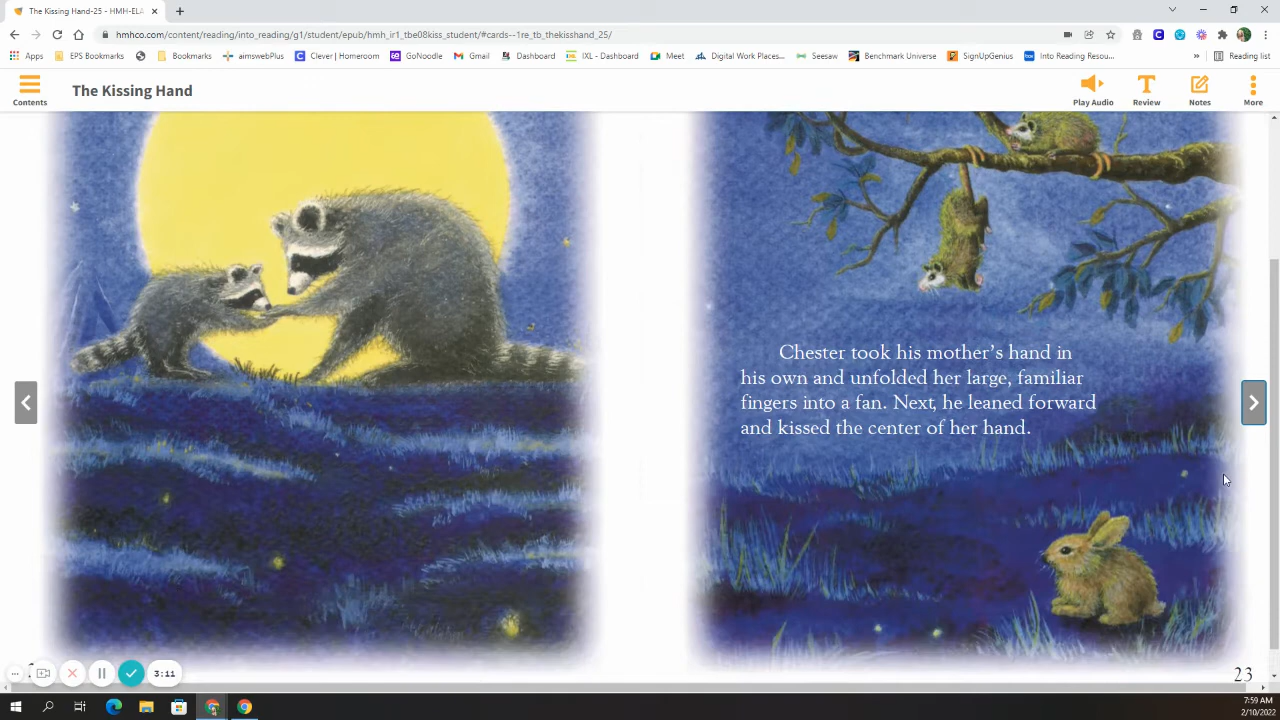 The Kissing Hand-25 - HMH-ELA
hmhco.com/content/reading/into_reading/g1/student/epub/hmh_ir1_tbe08kiss_student/#cards--1re_tb_thekisshand_25/
Apps EPS Bookmarks Bookmarks aimswebPlus Clever | Homeroom GoNoodle Gmail Dashboard IXL - Dashboard Meet Digital Work Places... Seesaw Benchmark Universe SignUpGenius Into Reading Resou... » Reading list
Contents The Kissing Hand Play Audio Review Notes More
Chester took his mother's hand in
his own and unfolded her large, familiar
fingers into a fan. Next, he leaned forward
and kissed the center of her hand.
3:11
23
7:59 AM
2/10/2022